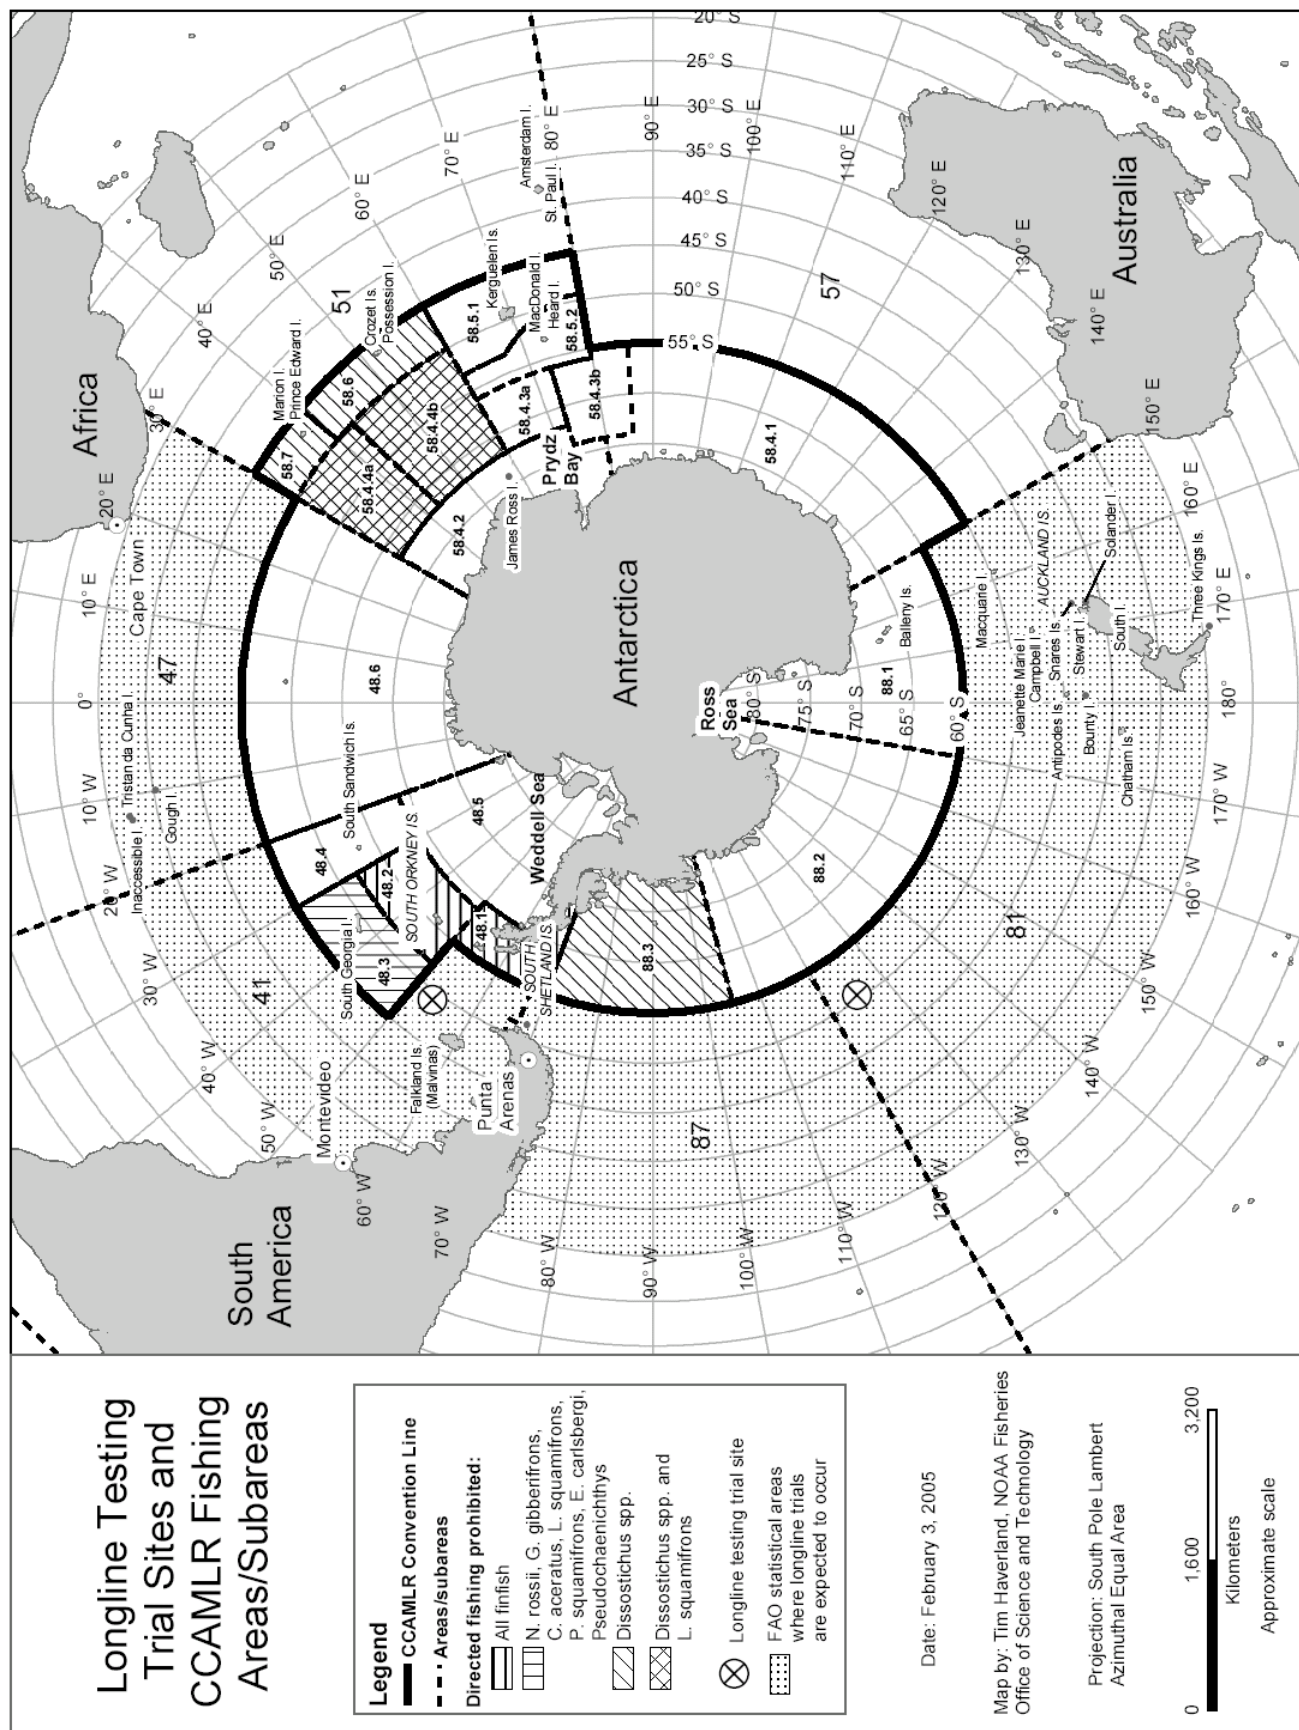 Longline Testing
Trial Sites and
CCAMLR Fishing
Areas/Subareas
Legend
CCAMLR Convention Line
Areas/subareas
Directed fishing prohibited:
All finfish
N. rossii, G. gibberifrons,
C. aceratus, L. squamifrons,
P. squamifrons, E. carlsbergi,
Pseudochaenichthys
Dissostichus spp.
Dissostichus spp. and
L. squamifrons
Longline testing trial site
FAO statistical areas
where longline trials
are expected to occur
Date: February 3, 2005
Map by: Tim Haverland, NOAA Fisheries
Office of Science and Technology
Projection: South Pole Lambert
Azimuthal Equal Area
0
1,600
3,200
Kilometers
Approximate scale
South
America
Africa
Antarctica
Australia
Montevideo
Punta
Arenas
Falkland Is.
(Malvinas)
Cape Town
Inaccessible I.
Tristan da Cunha I.
Gough I.
South Georgia I.
South Sandwich Is.
SOUTH ORKNEY IS.
SOUTH
SHETLAND IS.
Weddell Sea
Ross
Sea
Prydz
Bay
James Ross I.
Marion I.
Prince Edward I.
Crozet Is.
Possession I.
Kerguelen Is.
MacDonald I.
Heard I.
Amsterdam I.
St. Paul I.
Balleny Is.
Macquarie I.
AUCKLAND IS.
Solander I.
Jeanette Marie I.
Campbell I.
Snares Is.
Stewart I.
South I.
Antipodes Is.
Bounty I.
Chatham Is.
Three Kings Is.
41
47
51
57
81
87
48.1
48.2
48.3
48.4
48.5
48.6
58.4.1
58.4.2
58.4.3a
58.4.3b
58.4.4a
58.4.4b
58.5.1
58.5.2
58.6
58.7
88.1
88.2
88.3
0°
10° E
20° E
30° E
40° E
50° E
60° E
70° E
80° E
90° E
100° E
110° E
120° E
130° E
140° E
150° E
160° E
170° E
180°
170° W
160° W
150° W
140° W
130° W
120° W
110° W
100° W
90° W
80° W
70° W
60° W
50° W
40° W
30° W
20° W
10° W
20° S
25° S
30° S
35° S
40° S
45° S
50° S
55° S
60° S
65° S
70° S
75° S
80° S